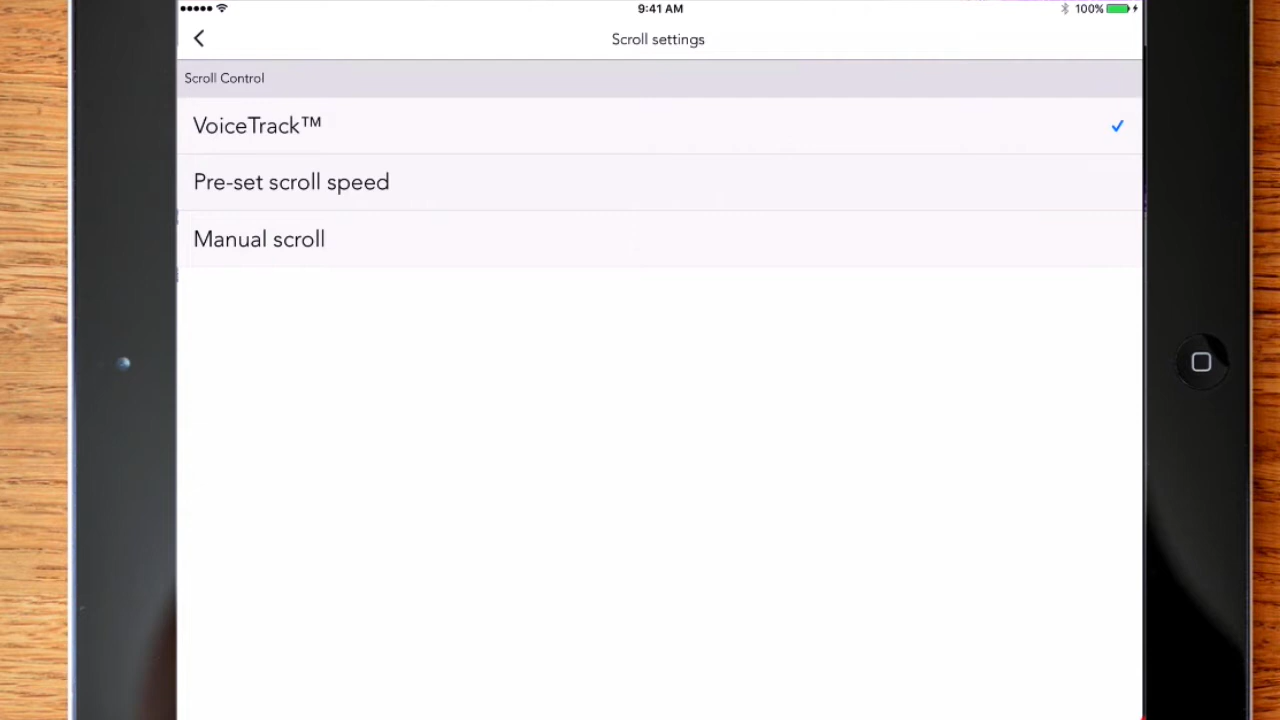 9:41 AM
100%
Scroll settings
Scroll Control
VoiceTrack™
Pre-set scroll speed
Manual scroll